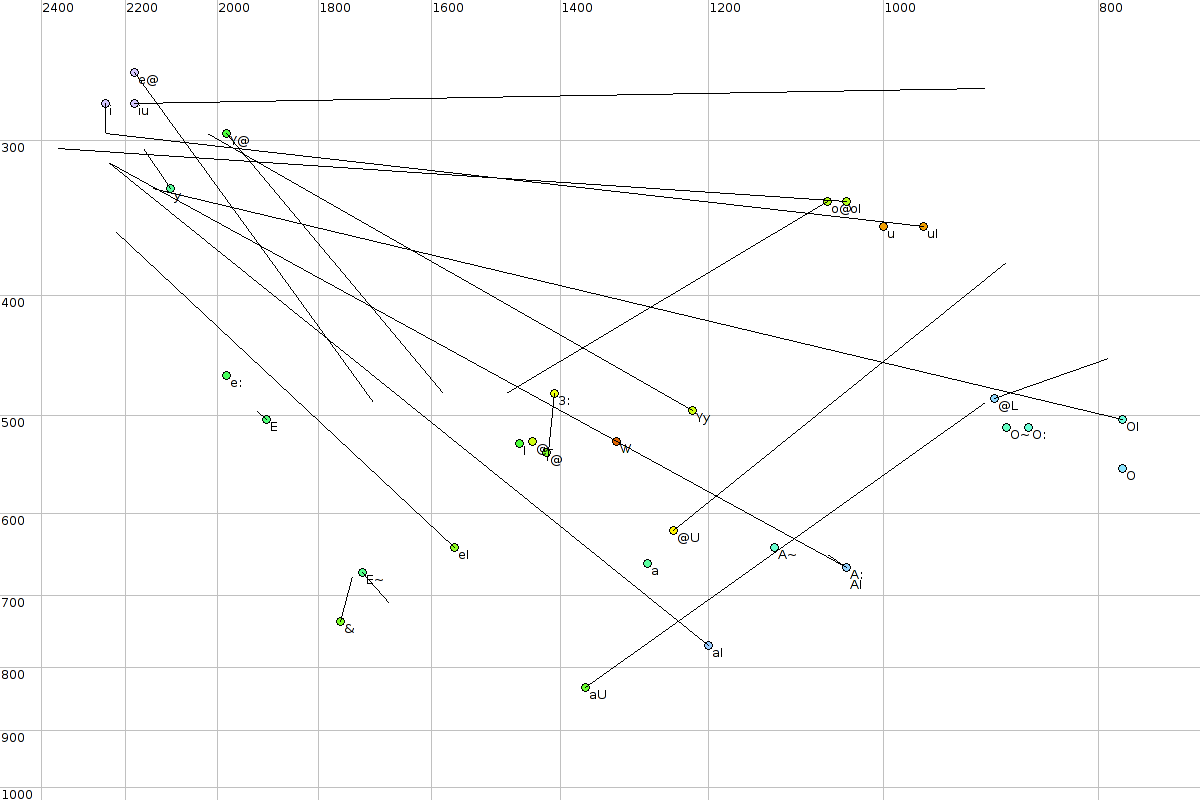 2400 2200 2000 1800 1600 1400 1200 1000 800
e@
i iu
Y@
300
y
o@ oI
u uI
400
e:
3:
@L
Yy
E
500
OI
O~ O:
I @ r @
W
O
@U
600
eI
A~
a
A:
E~
AI
700
&
aI
800
aU
900
1000